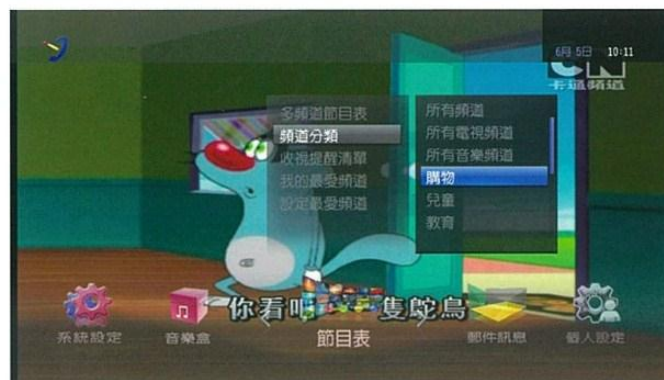 6月 5日 10:11
CN
卡通頻道
多頻道節目表
頻道分類
收視提醒清單
我的最愛頻道
設定最愛頻道
所有頻道
所有電視頻道
所有音樂頻道
購物
兒童
教育
你看吧
隻鴕鳥
系統設定
音樂盒
節目表
郵件訊息
個人設定